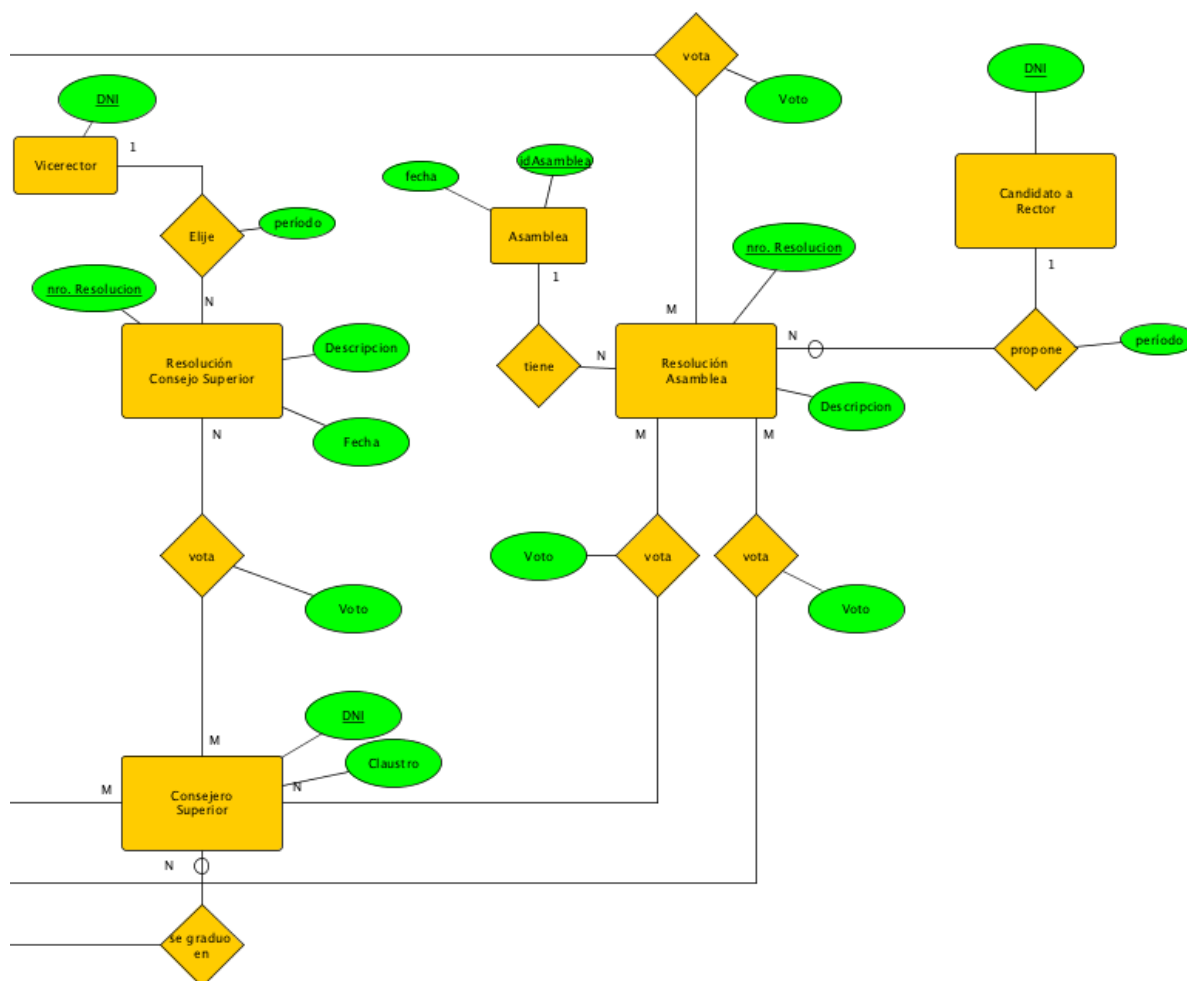 vota
DNI
DNI
Voto
1
Vicerector
idAsamblea
fecha
Candidato a
Rector
período
Elije
Asamblea
nro. Resolucion
1
1
nro. Resolucion
N
M
N
período
Descripcion
propone
Resolución
Consejo Superior
tiene
N
Resolución
Asamblea
Descripcion
Fecha
N
M
M
vota
Voto
vota
vota
Voto
Voto
DNI
M
Claustro
M
N
Consejero
Superior
N
se graduo
en